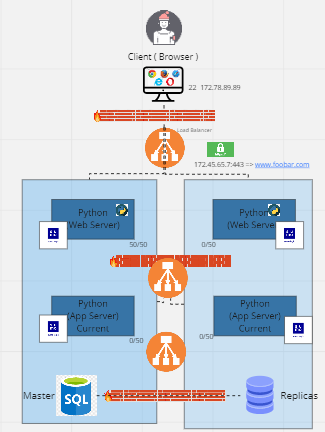 Client ( Browser )
22 172.78.89.89
Load Balancer
172.45.65.7:443 => www.foobar.com
Python
(Web Server)
Python
(Web Server)
50/50
0/50
Python
(App Server)
Current
Python
(App Server)
Current
0/50
0/50
Master
SQL
Replicas